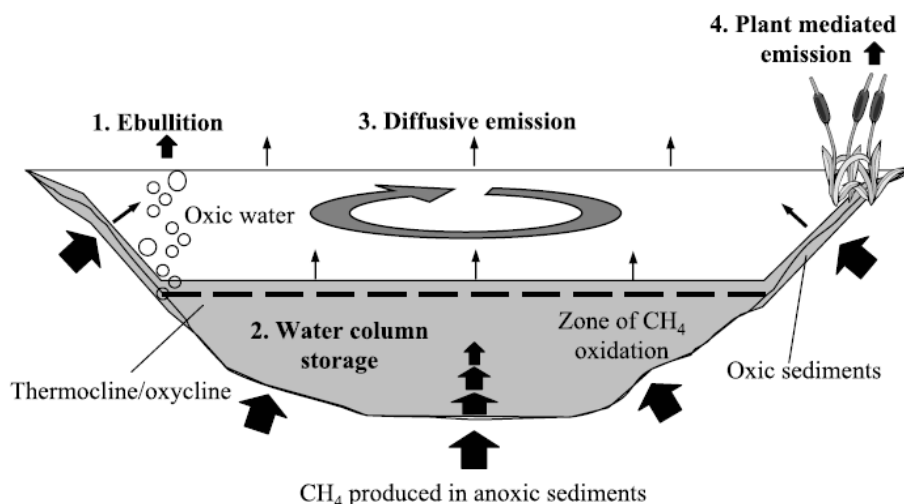 4. Plant mediated
emission
1. Ebullition
3. Diffusive emission
Oxic water
2. Water column
storage
Zone of CH₄
oxidation
Thermocline/oxycline
Oxic sediments
CH₄ produced in anoxic sediments